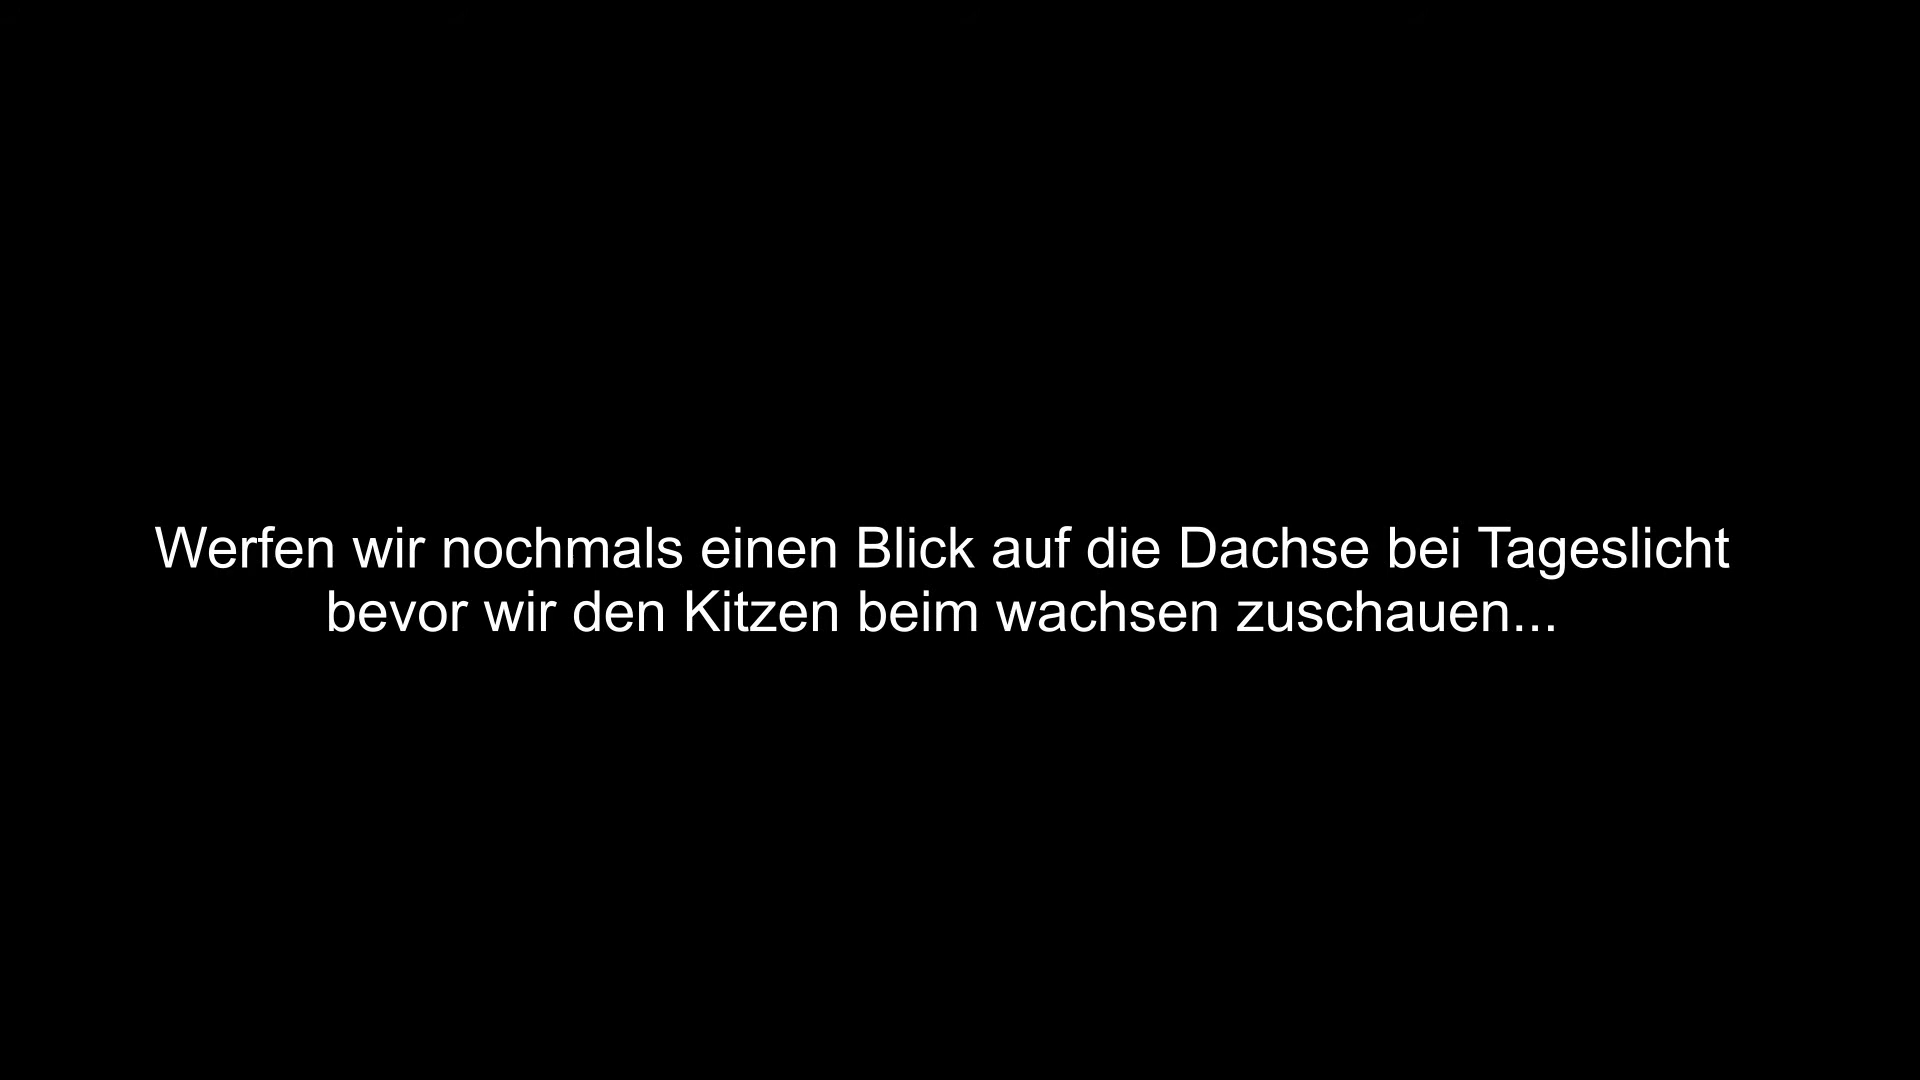 Werfen wir nochmals einen Blick auf die Dachse bei Tageslicht
bevor wir den Kitzen beim wachsen zuschauen...